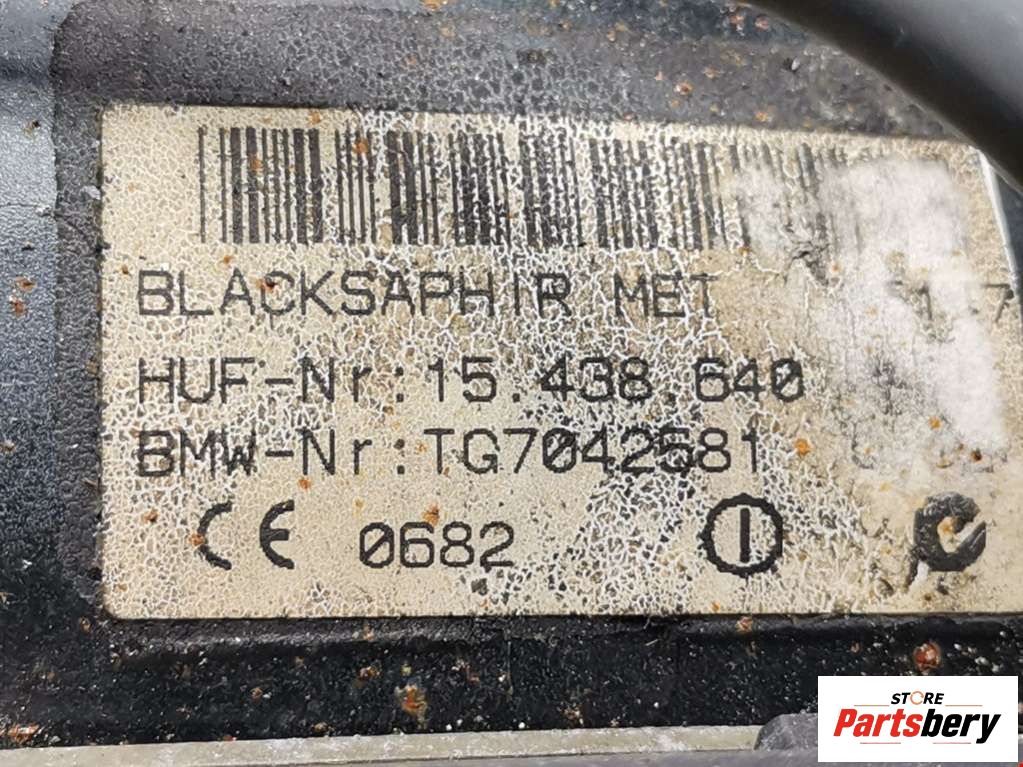 BLACKSAPHIR MET
HUF-Nr:15.438.640
BMW-Nr:TG7042581
CE 0682
STORE
Partsbery